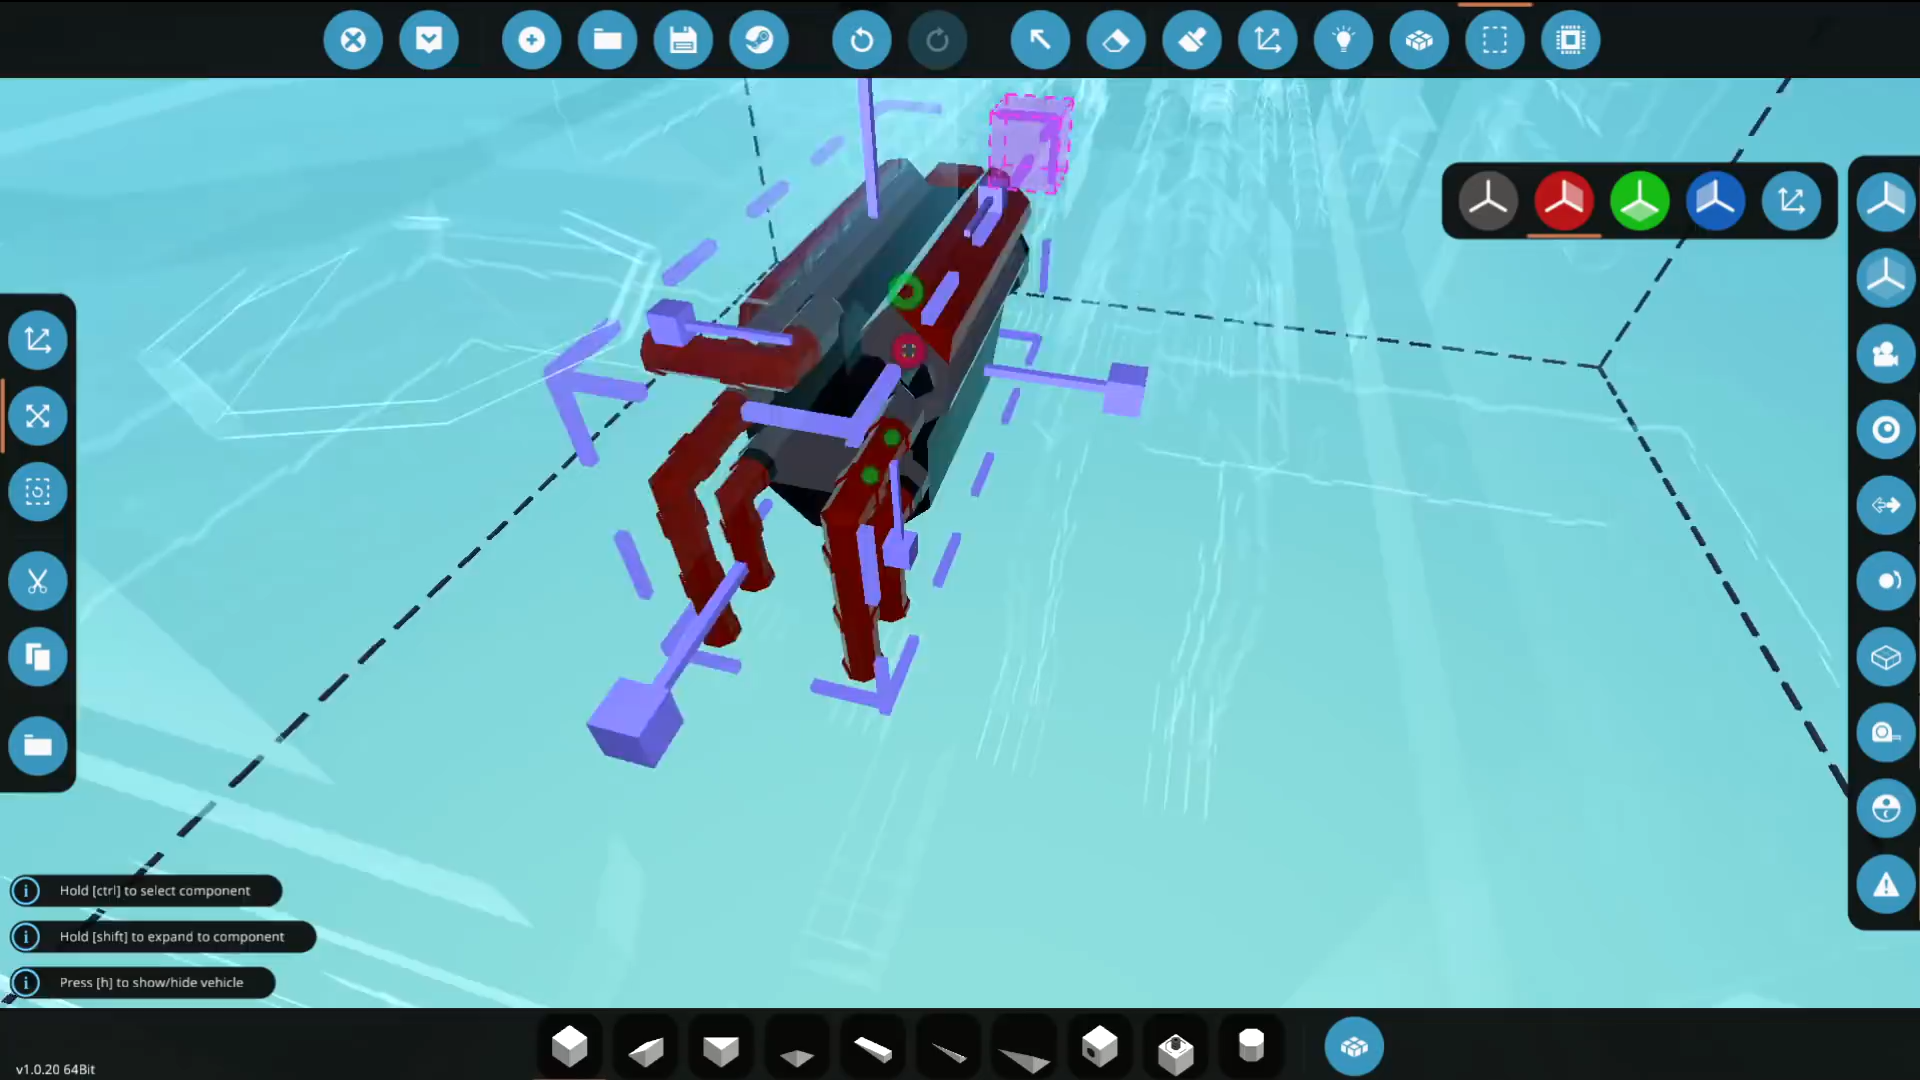 Hold [ctrl] to select component
Hold [shift] to expand to component
Press [h] to show/hide vehicle
v1.0.20 64Bit